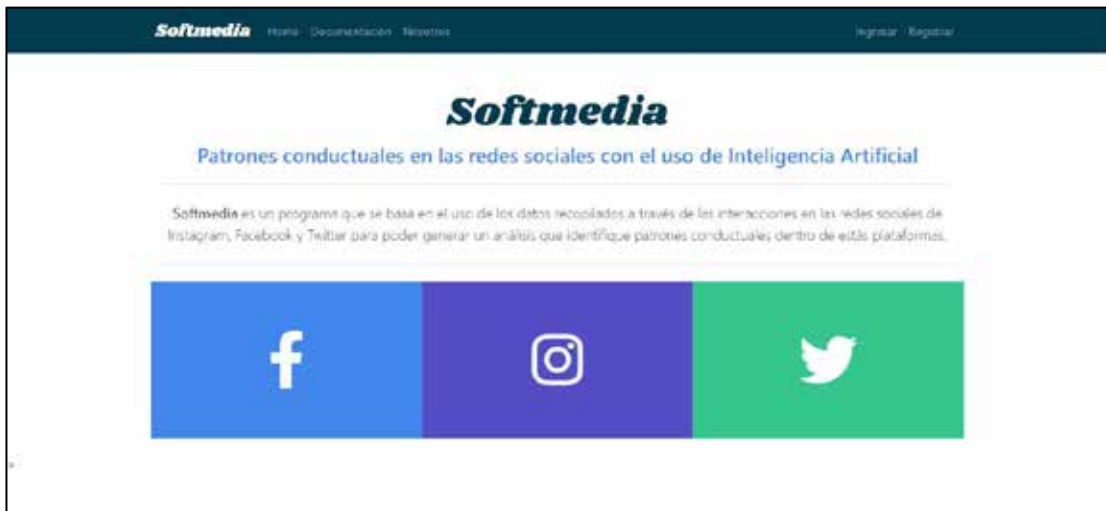 Softmedia Home Documentación Nosotros Ingresar Registrar
Softmedia
Patrones conductuales en las redes sociales con el uso de Inteligencia Artificial
Softmedia es un programa que se basa en el uso de los datos recopilados a través de las interacciones en las redes sociales de
Instagram, Facebook y Twitter para poder generar un análisis que identifique patrones conductuales dentro de estás plataformas.